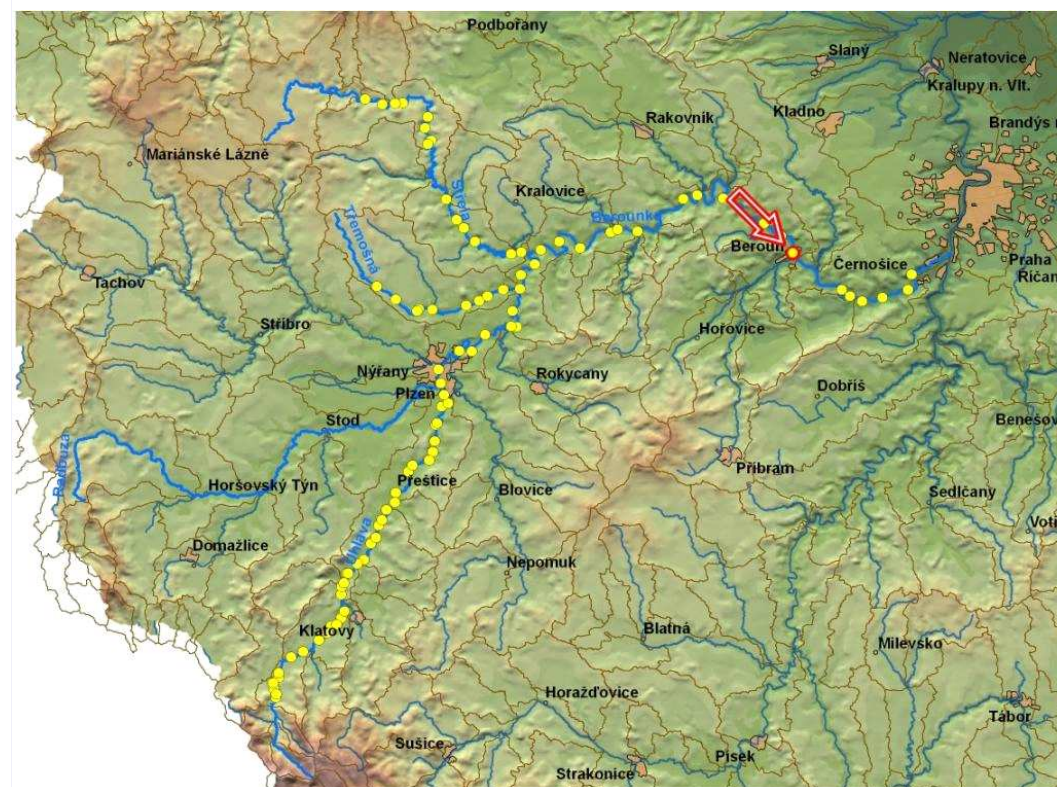 Podbořany
Slaný
Neratovice
Kralupy n. Vlt.
Rakovník
Kladno
Brandýs n
Mariánské Lázně
Střela
Kralovice
Třemošná
Berounka
Beroun
Černošice
Praha
Říčan
Tachov
Stříbro
Hořovice
Nýřany
Rokycany
Plzeň
Dobříš
Stod
Benešov
Radbuza
Příbram
Horšovský Týn
Přeštice
Blovice
Sedlčany
Voti
Úhlava
Domažlice
Nepomuk
Klatovy
Blatná
Milevsko
Horažďovice
Tábor
Sušice
Písek
Strakonice